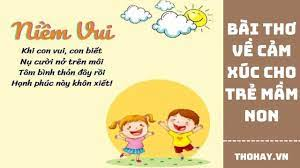 Niềm Vui
Khi con vui, con biết
Nụ cười nở trên môi
Tâm bình thản đây rồi
Hạnh phúc này khôn xiết!
BÀI THƠ
VỀ CẢM
XÚC CHO
TRẺ MẦM
NON
THOHAY.VN